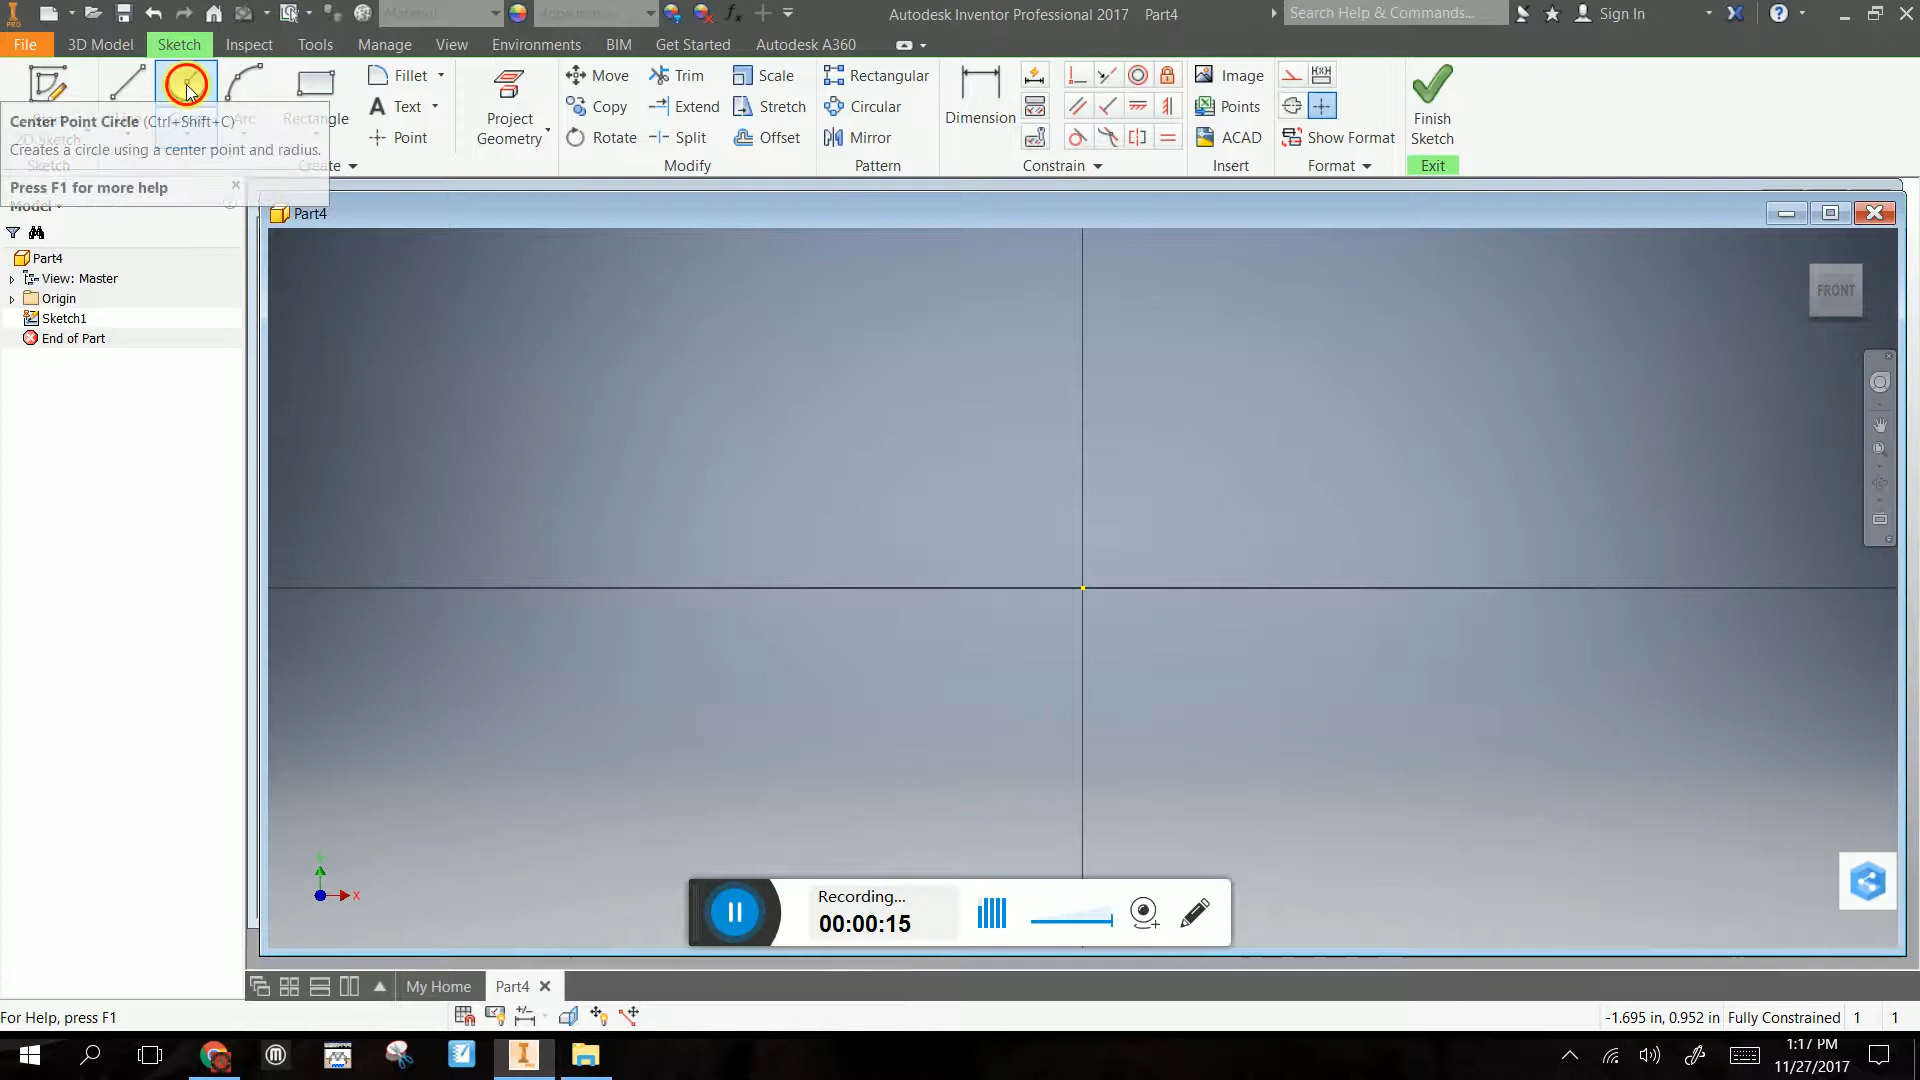 PRO
Material
Appearance
Autodesk Inventor Professional 2017 Part4
Search Help & Commands...
Sign In
File 3D Model Sketch Inspect Tools Manage View Environments BIM Get Started Autodesk A360
Fillet
Text
Point
Rectangle
Arc
Project
Geometry
Move Trim Scale
Copy Extend Stretch
Rotate Split Offset
Rectangular
Circular
Mirror
Dimension
Image
Points
ACAD
Show Format
Finish
Sketch
Sketch
Create Modify Pattern Constrain Insert Format Exit
Center Point Circle (Ctrl+Shift+C)
Creates a circle using a center point and radius.
Press F1 for more help
Model
Part4
View: Master
Origin
Sketch1
End of Part
Part4
FRONT
X
Recording...
00:00:15
My Home Part4
For Help, press F1
-1.695 in, 0.952 in Fully Constrained 1 1
1:17 PM
11/27/2017